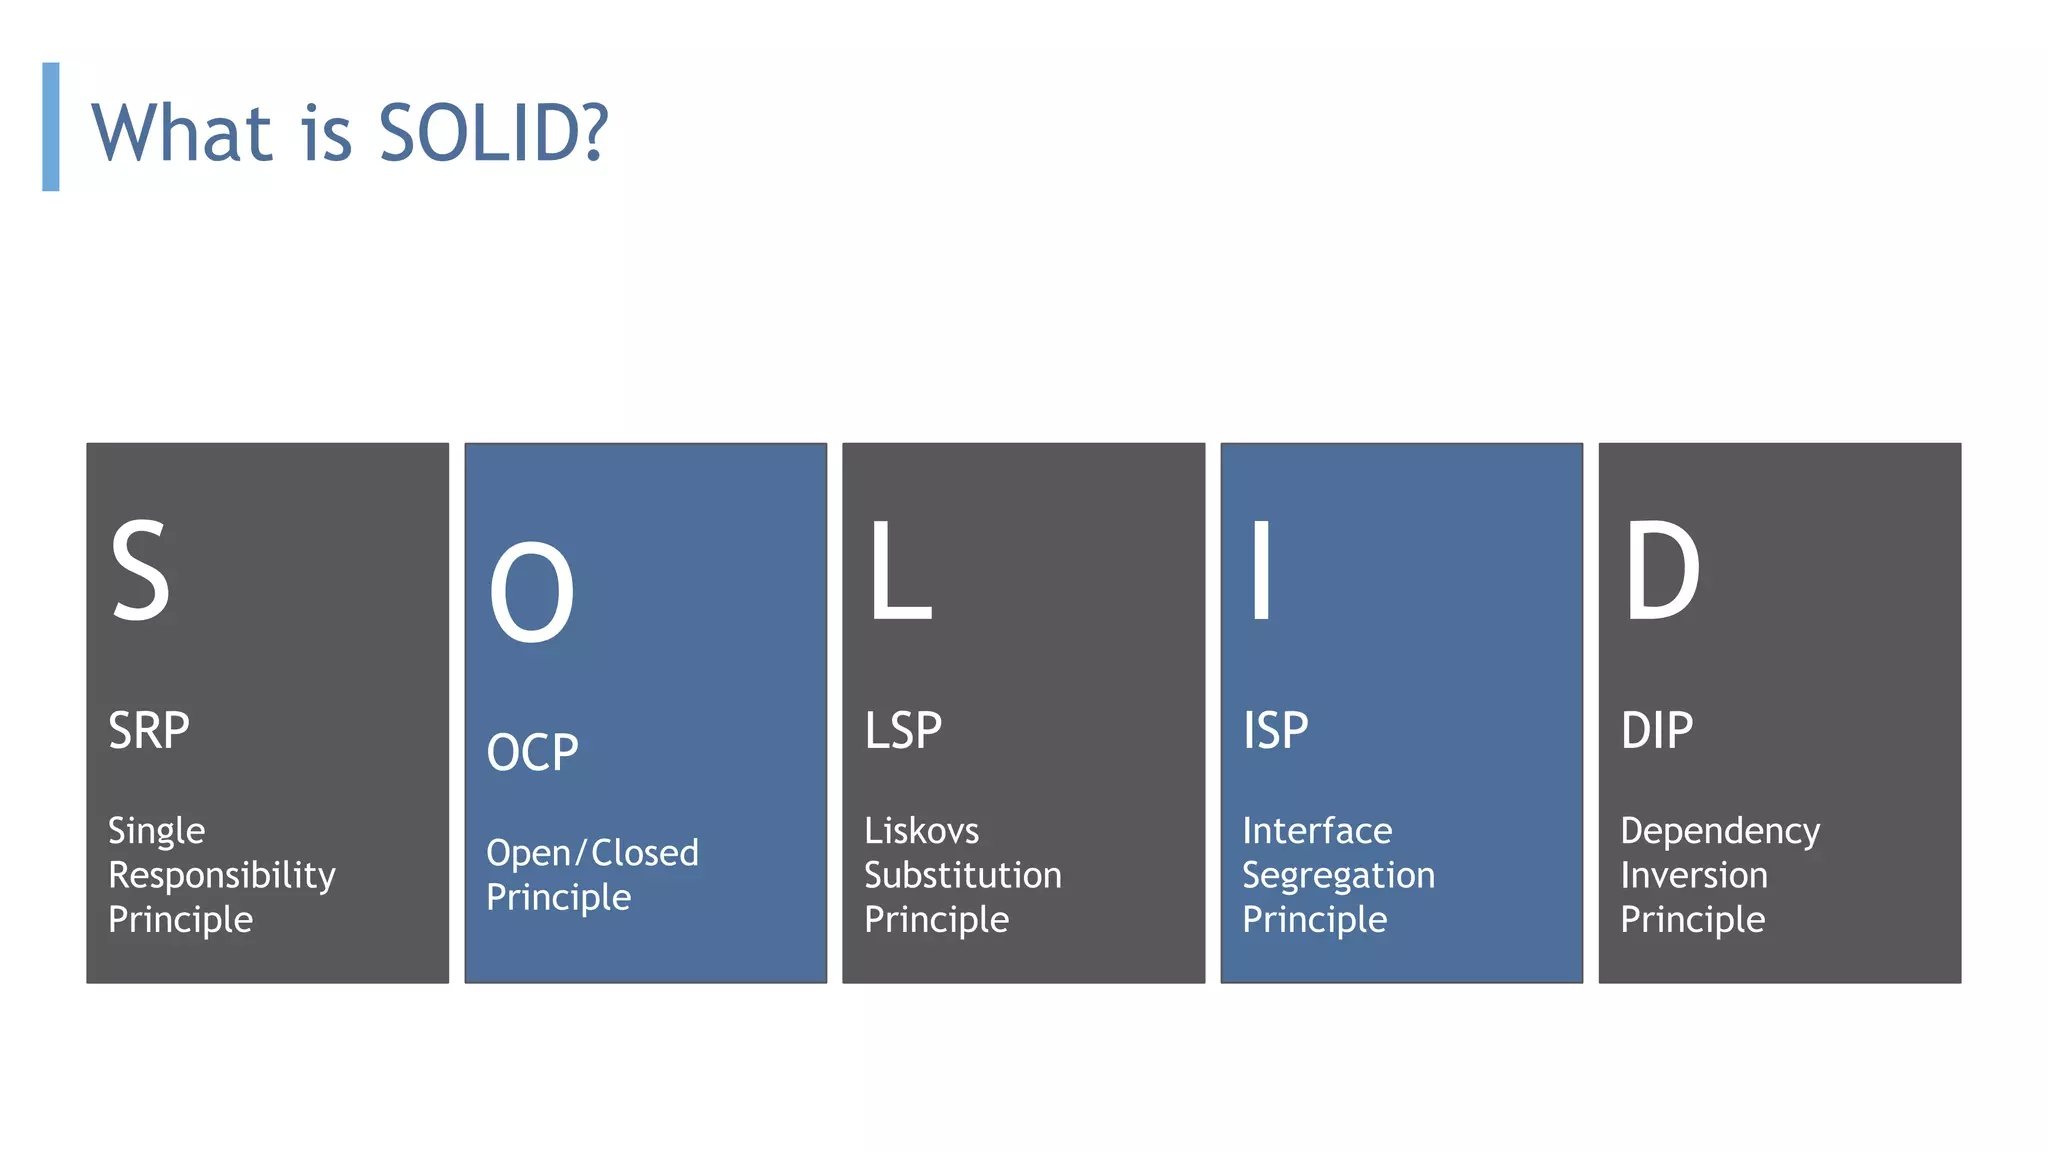 What is SOLID?
S
SRP
Single
Responsibility
Principle
O
OCP
Open/Closed
Principle
L
LSP
Liskovs
Substitution
Principle
I
ISP
Interface
Segregation
Principle
D
DIP
Dependency
Inversion
Principle